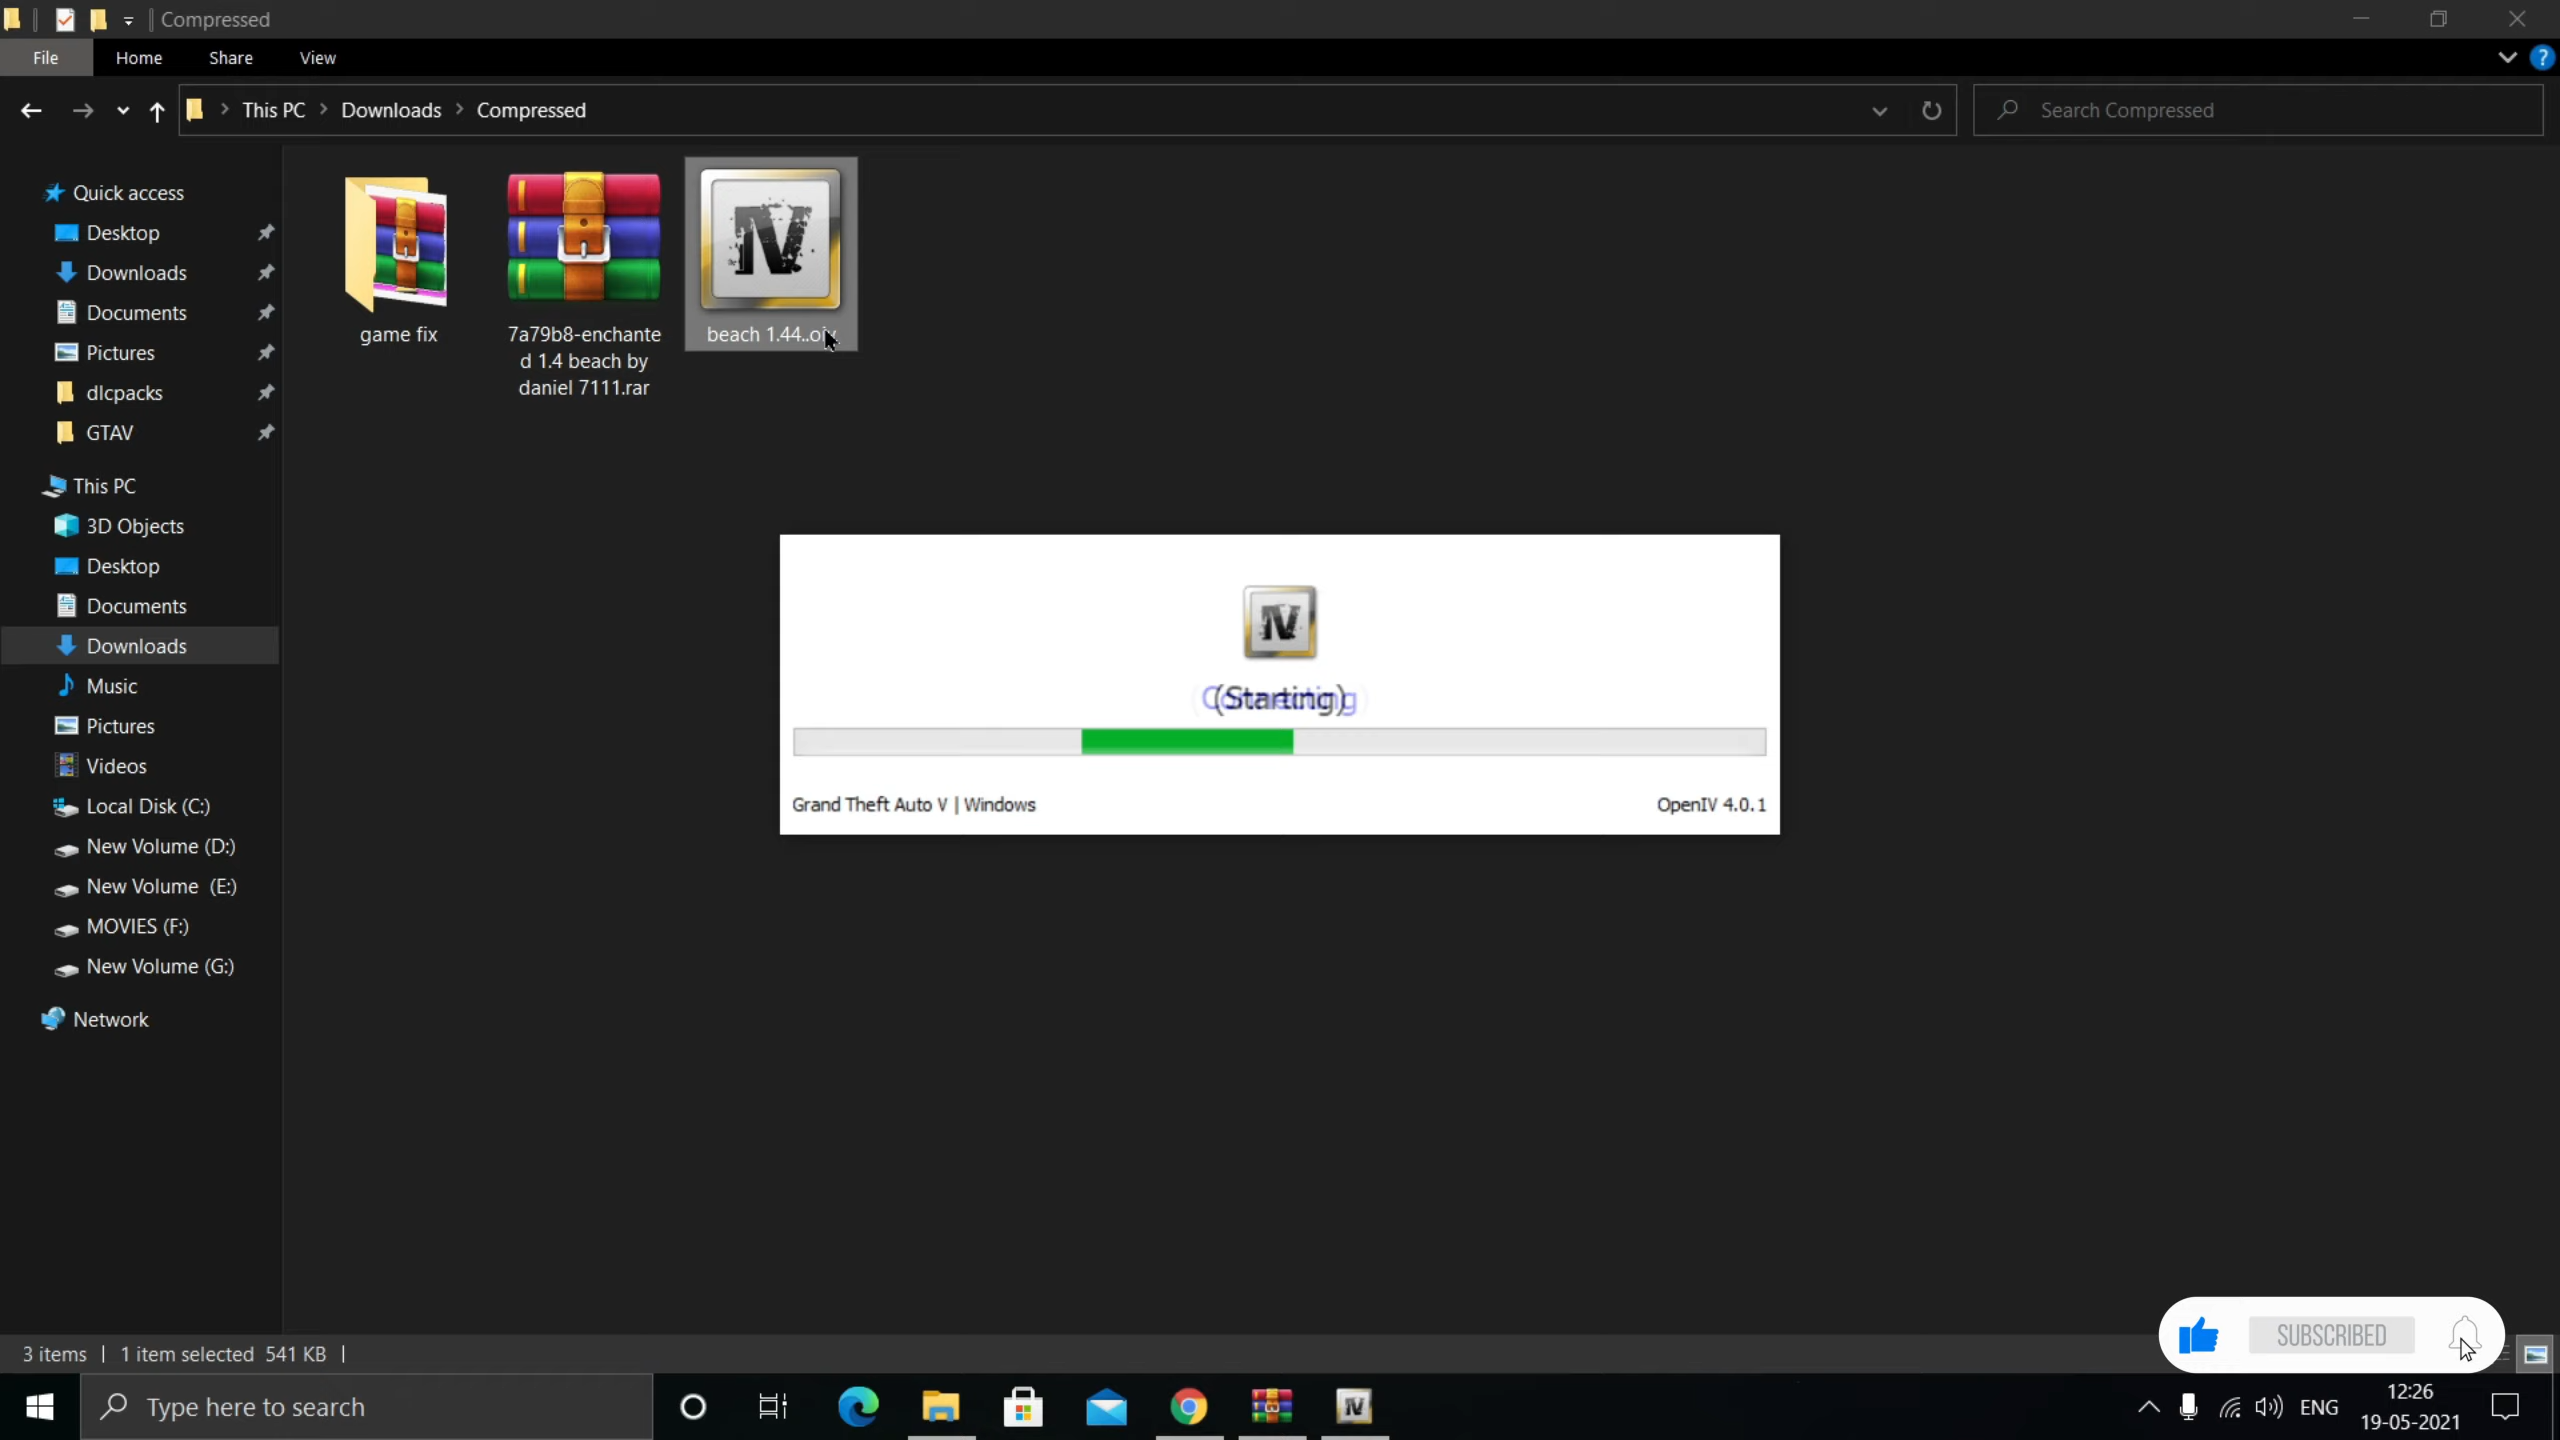 Compressed
File Home Share View
This PC Downloads Compressed
Search Compressed
Quick access
Desktop
Downloads
Documents
Pictures
dlcpacks
GTAV
This PC
3D Objects
Desktop
Documents
Downloads
Music
Pictures
Videos
Local Disk (C:)
New Volume (D:)
New Volume (E:)
MOVIES (F:)
New Volume (G:)
Network
game fix
7a79b8-enchante
d 1.4 beach by
daniel 7111.rar
beach 1.44..oiv
(Starting)
Grand Theft Auto V | Windows
OpenIV 4.0.1
3 items
1 item selected 541 KB
SUBSCRIBED
Type here to search
ENG
12:26
19-05-2021